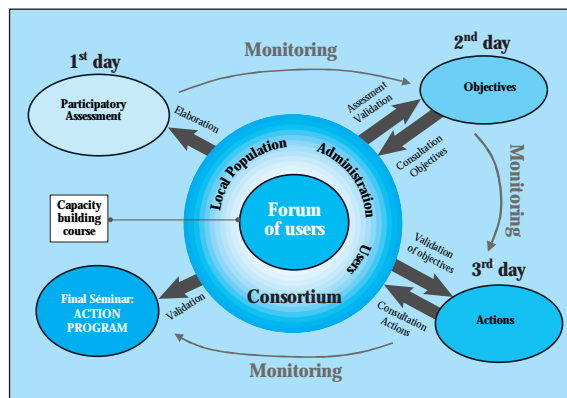 Monitoring
1st day
2nd day
Participatory
Assessment
Objectives
Elaboration
Assessment
Validation
Consultation
Objectives
Local Population
Administration
Users
Monitoring
Capacity
building
course
Forum
of users
Validation
of objectives
3rd day
Consortium
Final Séminar:
ACTION
PROGRAM
Validation
Consultation
Actions
Actions
Monitoring